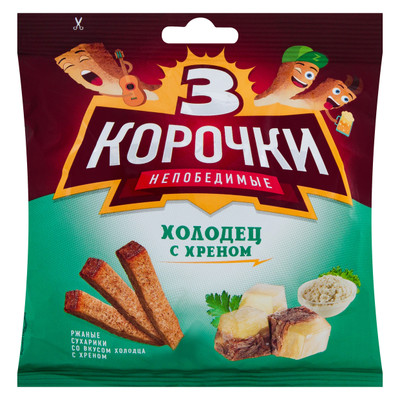 3
КОРОЧКИ
НЕПОБЕДИМЫЕ
ХОЛОДЕЦ
С ХРЕНОМ
РЖАНЫЕ
СУХАРИКИ
СО ВКУСОМ ХОЛОДЦА
С ХРЕНОМ